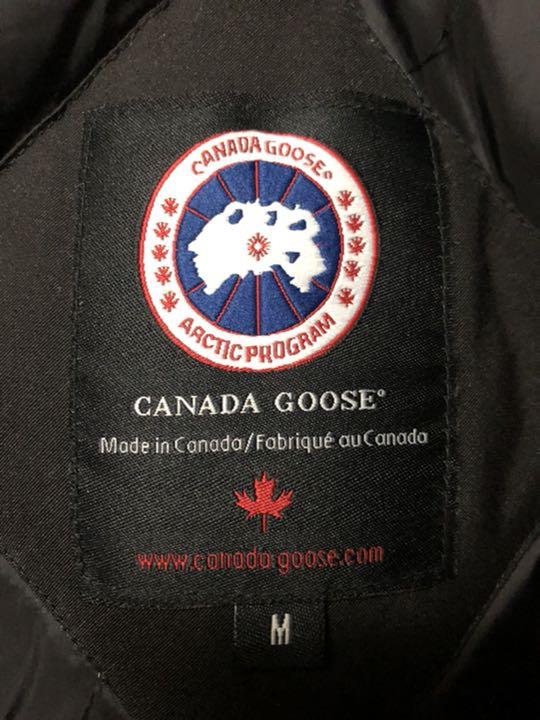 CANADA GOOSE®
ARCTIC PROGRAM
CANADA GOOSE®
Made in Canada/Fabriqué au Canada
www.canada-goose.com
M